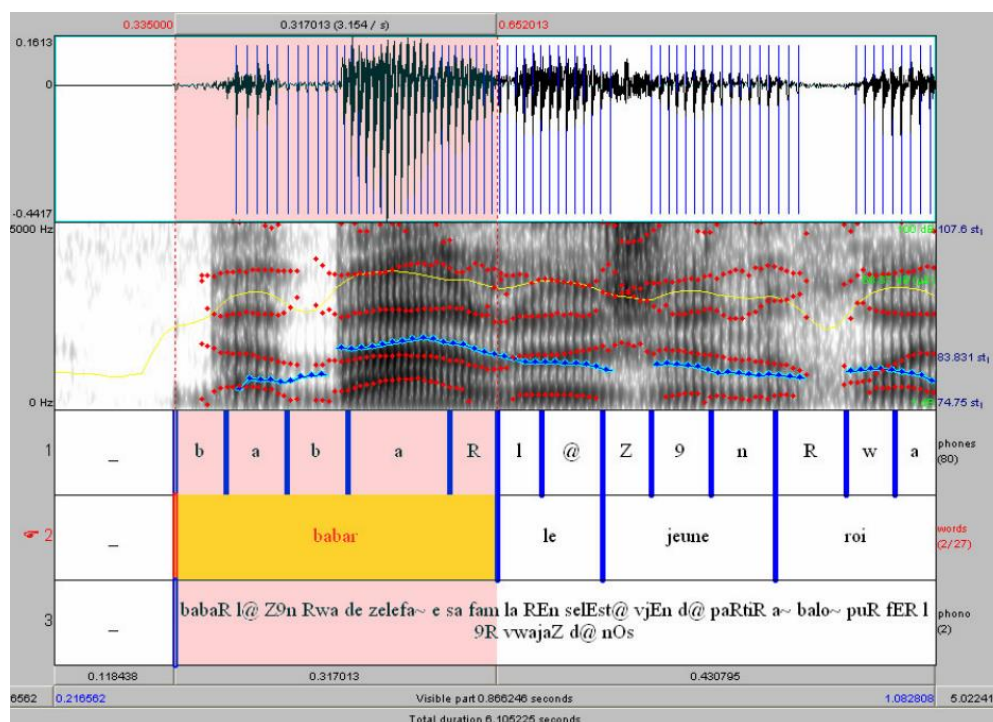 0.335000 0.317013 (3.154 / s) 0.652013
0.1613
0
-0.4417
5000 Hz 100 dB 107.6 st
83.831 st
0 Hz 74.75 st
1 _ b a b a R l @ Z 9 n R w a phones (80)
2 _ babar le jeune roi words (2/27)
3 _ babaR l@ Z9n Rwa de zelefa~ e sa fam la REn selEst@ vjEn d@ paRtiR a~ balo~ puR fER l
9R vwajaZ d@ nOs phono (2)
0.118438 0.317013 0.430795
6562 0.216562 Visible part 0.866246 seconds 1.082808 5.02241
Total duration 6.105225 seconds